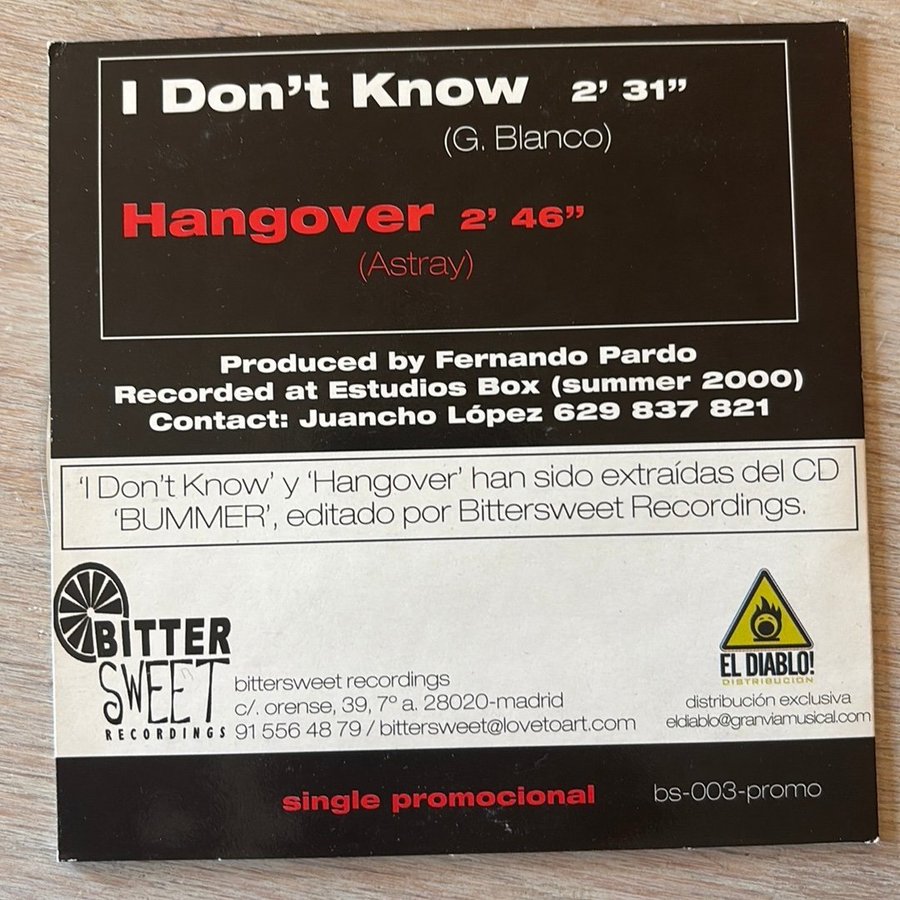 I Don't Know 2' 31"
(G. Blanco)
Hangover 2' 46"
(Astray)
Produced by Fernando Pardo
Recorded at Estudios Box (summer 2000)
Contact: Juancho López 629 837 821
'I Don't Know' y 'Hangover' han sido extraídas del CD
'BUMMER', editado por Bittersweet Recordings.
BITTER
SWEET
RECORDINGS
bittersweet recordings
c/. orense, 39, 7º a. 28020-madrid
91 556 48 79 / bittersweet@lovetoart.com
EL DIABLO!
DISTRIBUCION
distribución exclusiva
eldiablo@granviamusical.com
single promocional
bs-003-promo